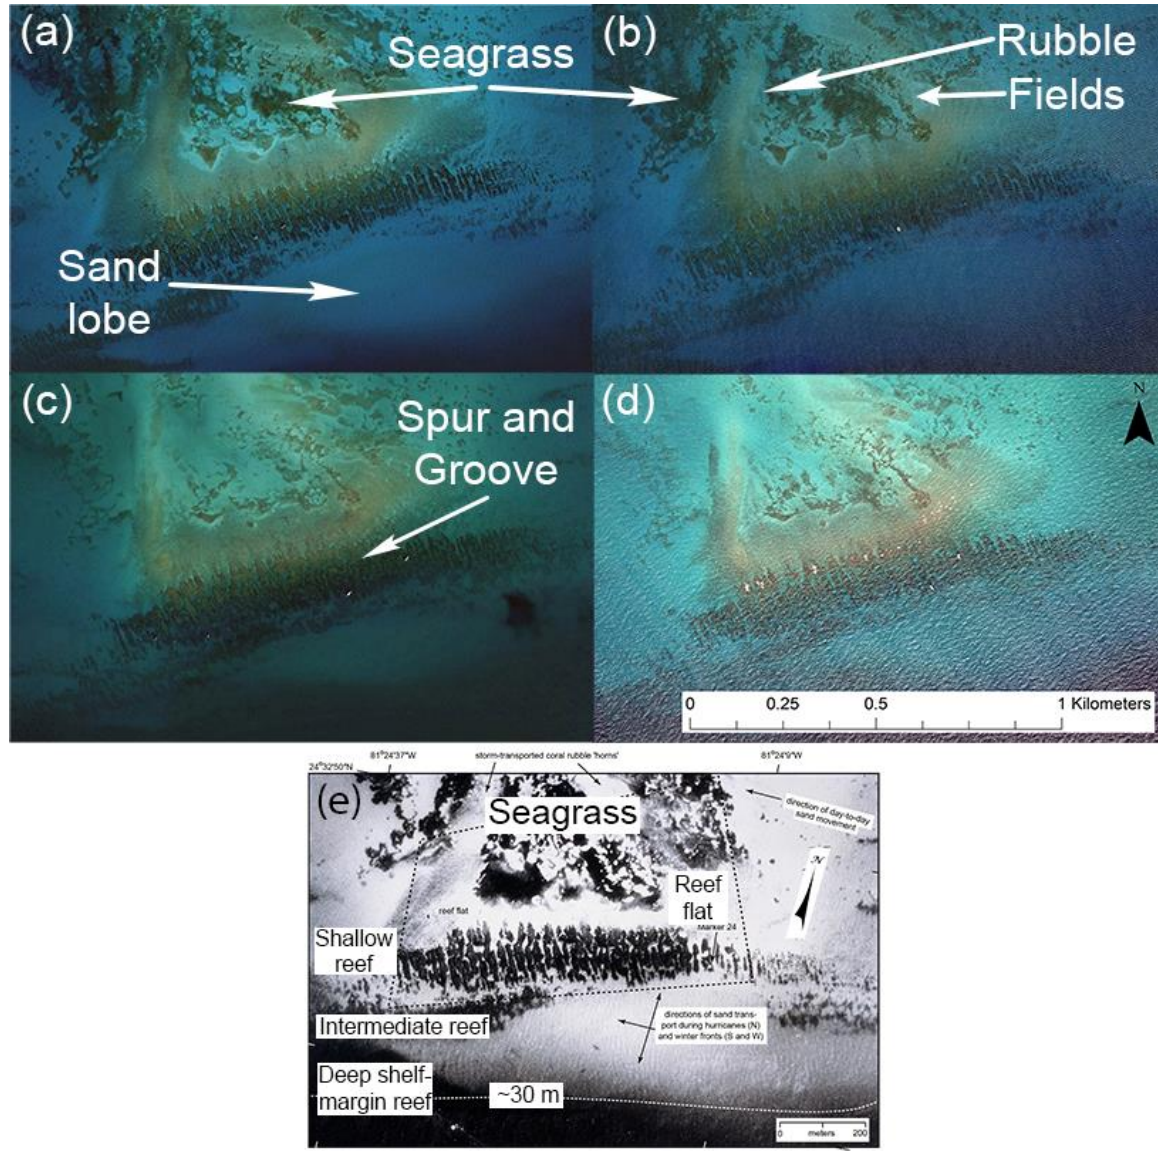 (a)
Seagrass
Sand
lobe
(b)
Rubble
Fields
(c)
Spur and
Groove
(d)
N
0 0.25 0.5 1 Kilometers
81°24'37"W
storm-transported coral rubble 'horns'
81°24'9"W
24°32'50"N
(e)
Seagrass
direction of day-to-day
sand movement
N
Reef
flat
reef flat
Marker 24
Shallow
reef
directions of sand trans-
port during hurricanes (N)
and winter fronts (S and W)
Intermediate reef
Deep shelf-
margin reef
~30 m
0 meters 200